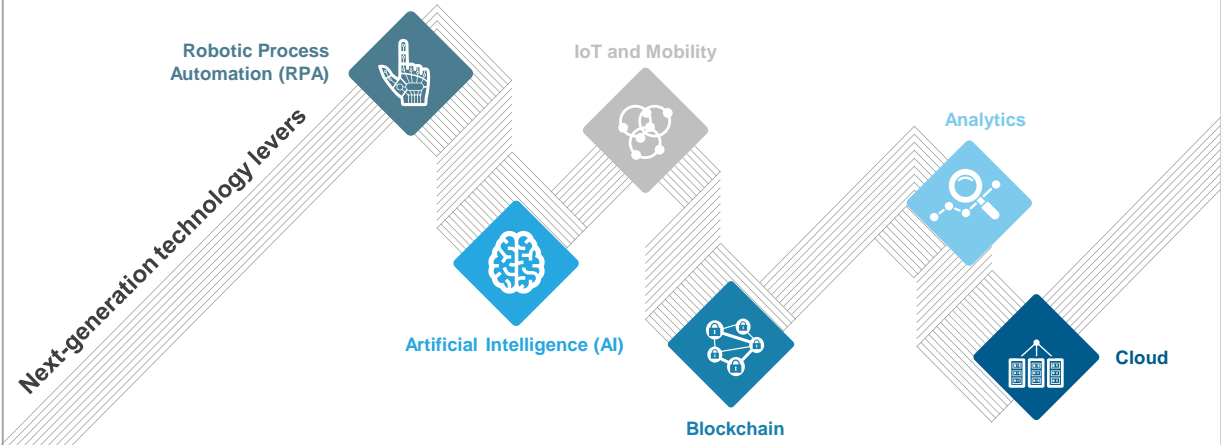 Next-generation technology levers
Robotic Process
Automation (RPA)
Artificial Intelligence (AI)
IoT and Mobility
Blockchain
Analytics
Cloud